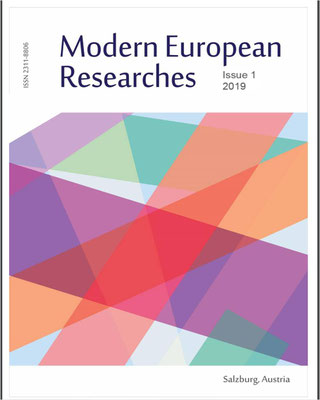 ISSN 2311-8806
Modern European
Researches
Issue 1
2019
Salzburg, Austria